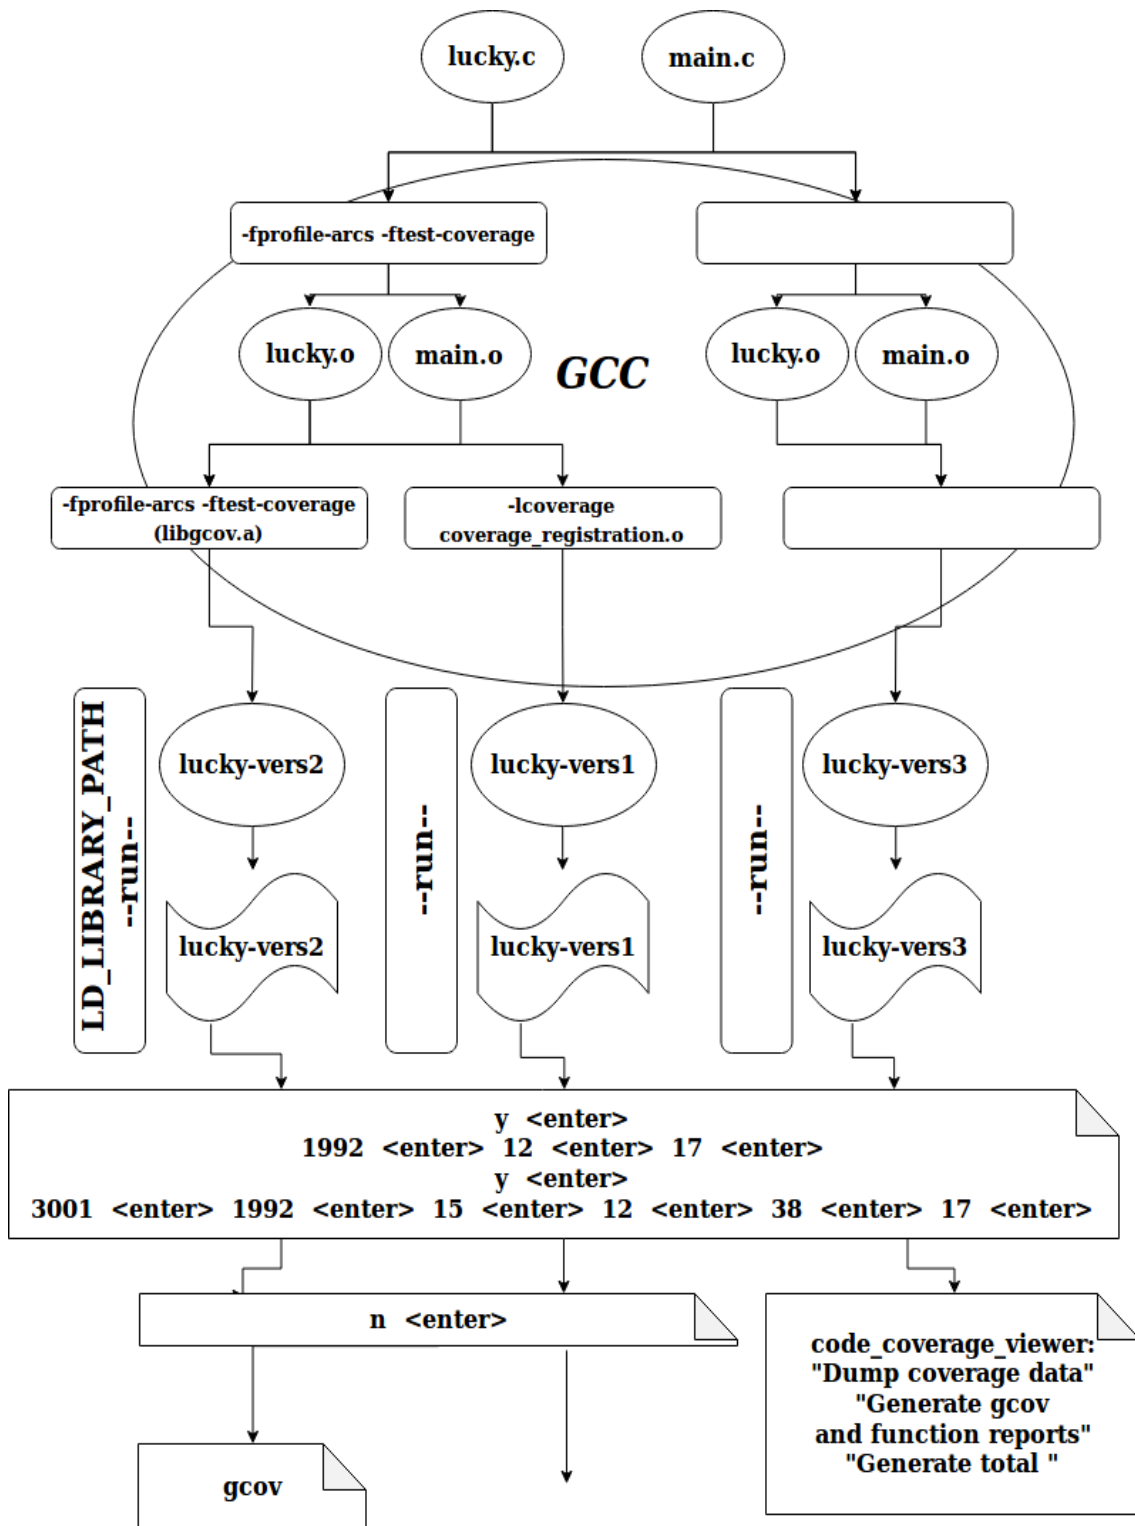 lucky.c
main.c
-fprofile-arcs -ftest-coverage
lucky.o
main.o
GCC
lucky.o
main.o
-fprofile-arcs -ftest-coverage
(libgcov.a)
-lcoverage
coverage_registration.o
LD_LIBRARY_PATH
--run--
lucky-vers2
--run--
lucky-vers1
--run--
lucky-vers3
lucky-vers2
lucky-vers1
lucky-vers3
y <enter>
1992 <enter> 12 <enter> 17 <enter>
y <enter>
3001 <enter> 1992 <enter> 15 <enter> 12 <enter> 38 <enter> 17 <enter>
n <enter>
code_coverage_viewer:
"Dump coverage data"
"Generate gcov
and function reports"
"Generate total "
gcov